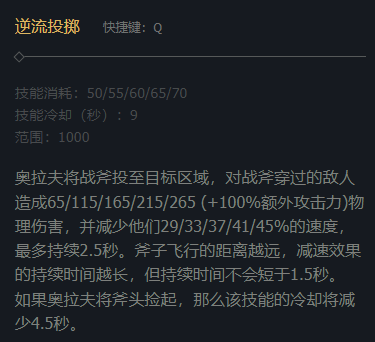 逆流投掷 快捷键：Q
技能消耗：50/55/60/65/70
技能冷却（秒）：9
范围：1000
奥拉夫将战斧投至目标区域，对战斧穿过的敌人
造成65/115/165/215/265 (+100%额外攻击力)物
理伤害，并减少他们29/33/37/41/45%的速度，
最多持续2.5秒。斧子飞行的距离越远，减速效果
的持续时间越长，但持续时间不会短于1.5秒。
如果奥拉夫将斧头捡起，那么该技能的冷却将减
少4.5秒。